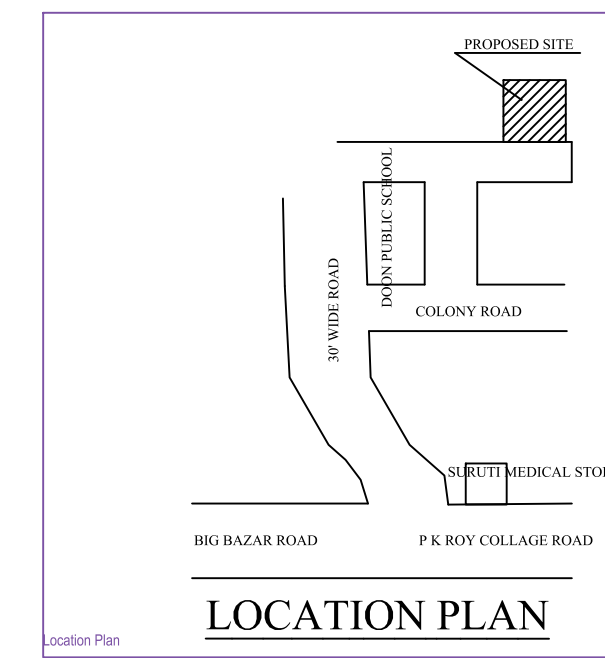 PROPOSED SITE
DOON PUBLIC SCHOOL
30' WIDE ROAD
COLONY ROAD
SURUTI MEDICAL
BIG BAZAR ROAD
P K ROY COLLAGE ROAD
LOCATION PLAN
Location Plan